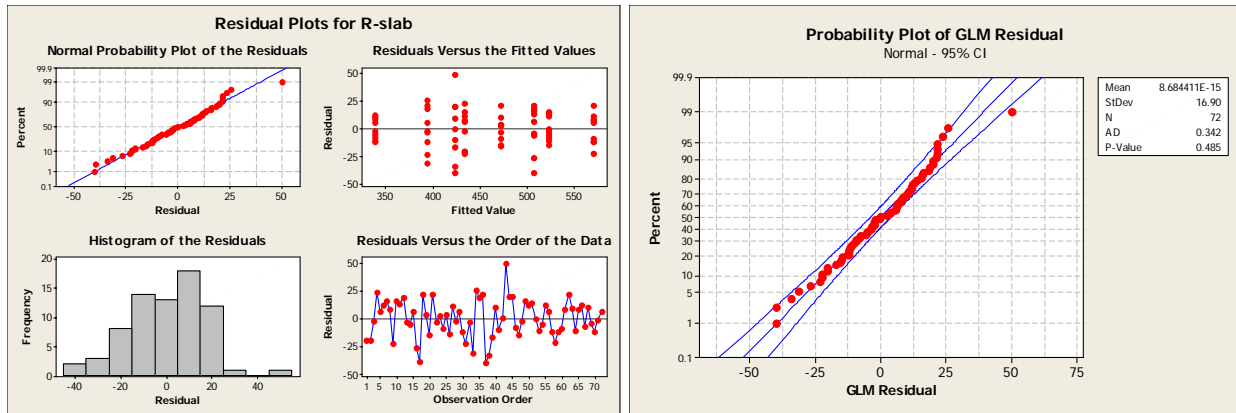 Residual Plots for R-slab
Normal Probability Plot of the Residuals
99.9
99
90
50
10
1
0.1
Percent
-50
-25
0
25
50
Residual
Residuals Versus the Fitted Values
50
25
0
-25
-50
Residual
350
400
450
500
550
Fitted Value
Histogram of the Residuals
20
15
10
5
0
Frequency
-40
-20
0
20
40
Residual
Residuals Versus the Order of the Data
50
25
0
-25
-50
Residual
1 5 10 15 20 25 30 35 40 45 50 55 60 65 70
Observation Order
Probability Plot of GLM Residual
Normal - 95% CI
99.9
99
95
90
80
70
60
50
40
30
20
10
5
1
0.1
Percent
-50
-25
0
25
50
75
GLM Residual
Mean 8.684411E-15
StDev 16.90
N 72
AD 0.342
P-Value 0.485